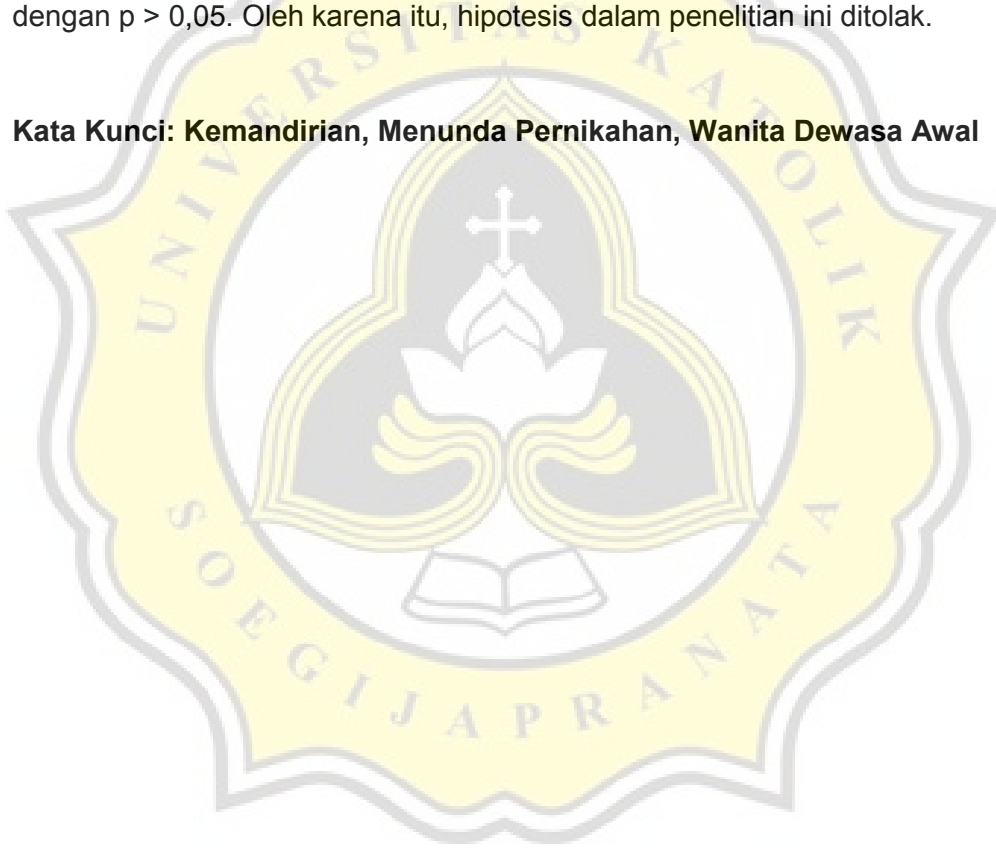 dengan p > 0,05. Oleh karena itu, hipotesis dalam penelitian ini ditolak.
Kata Kunci: Kemandirian, Menunda Pernikahan, Wanita Dewasa Awal
UNIVERSITAS KATOLIK
SOEGIJAPRANATA